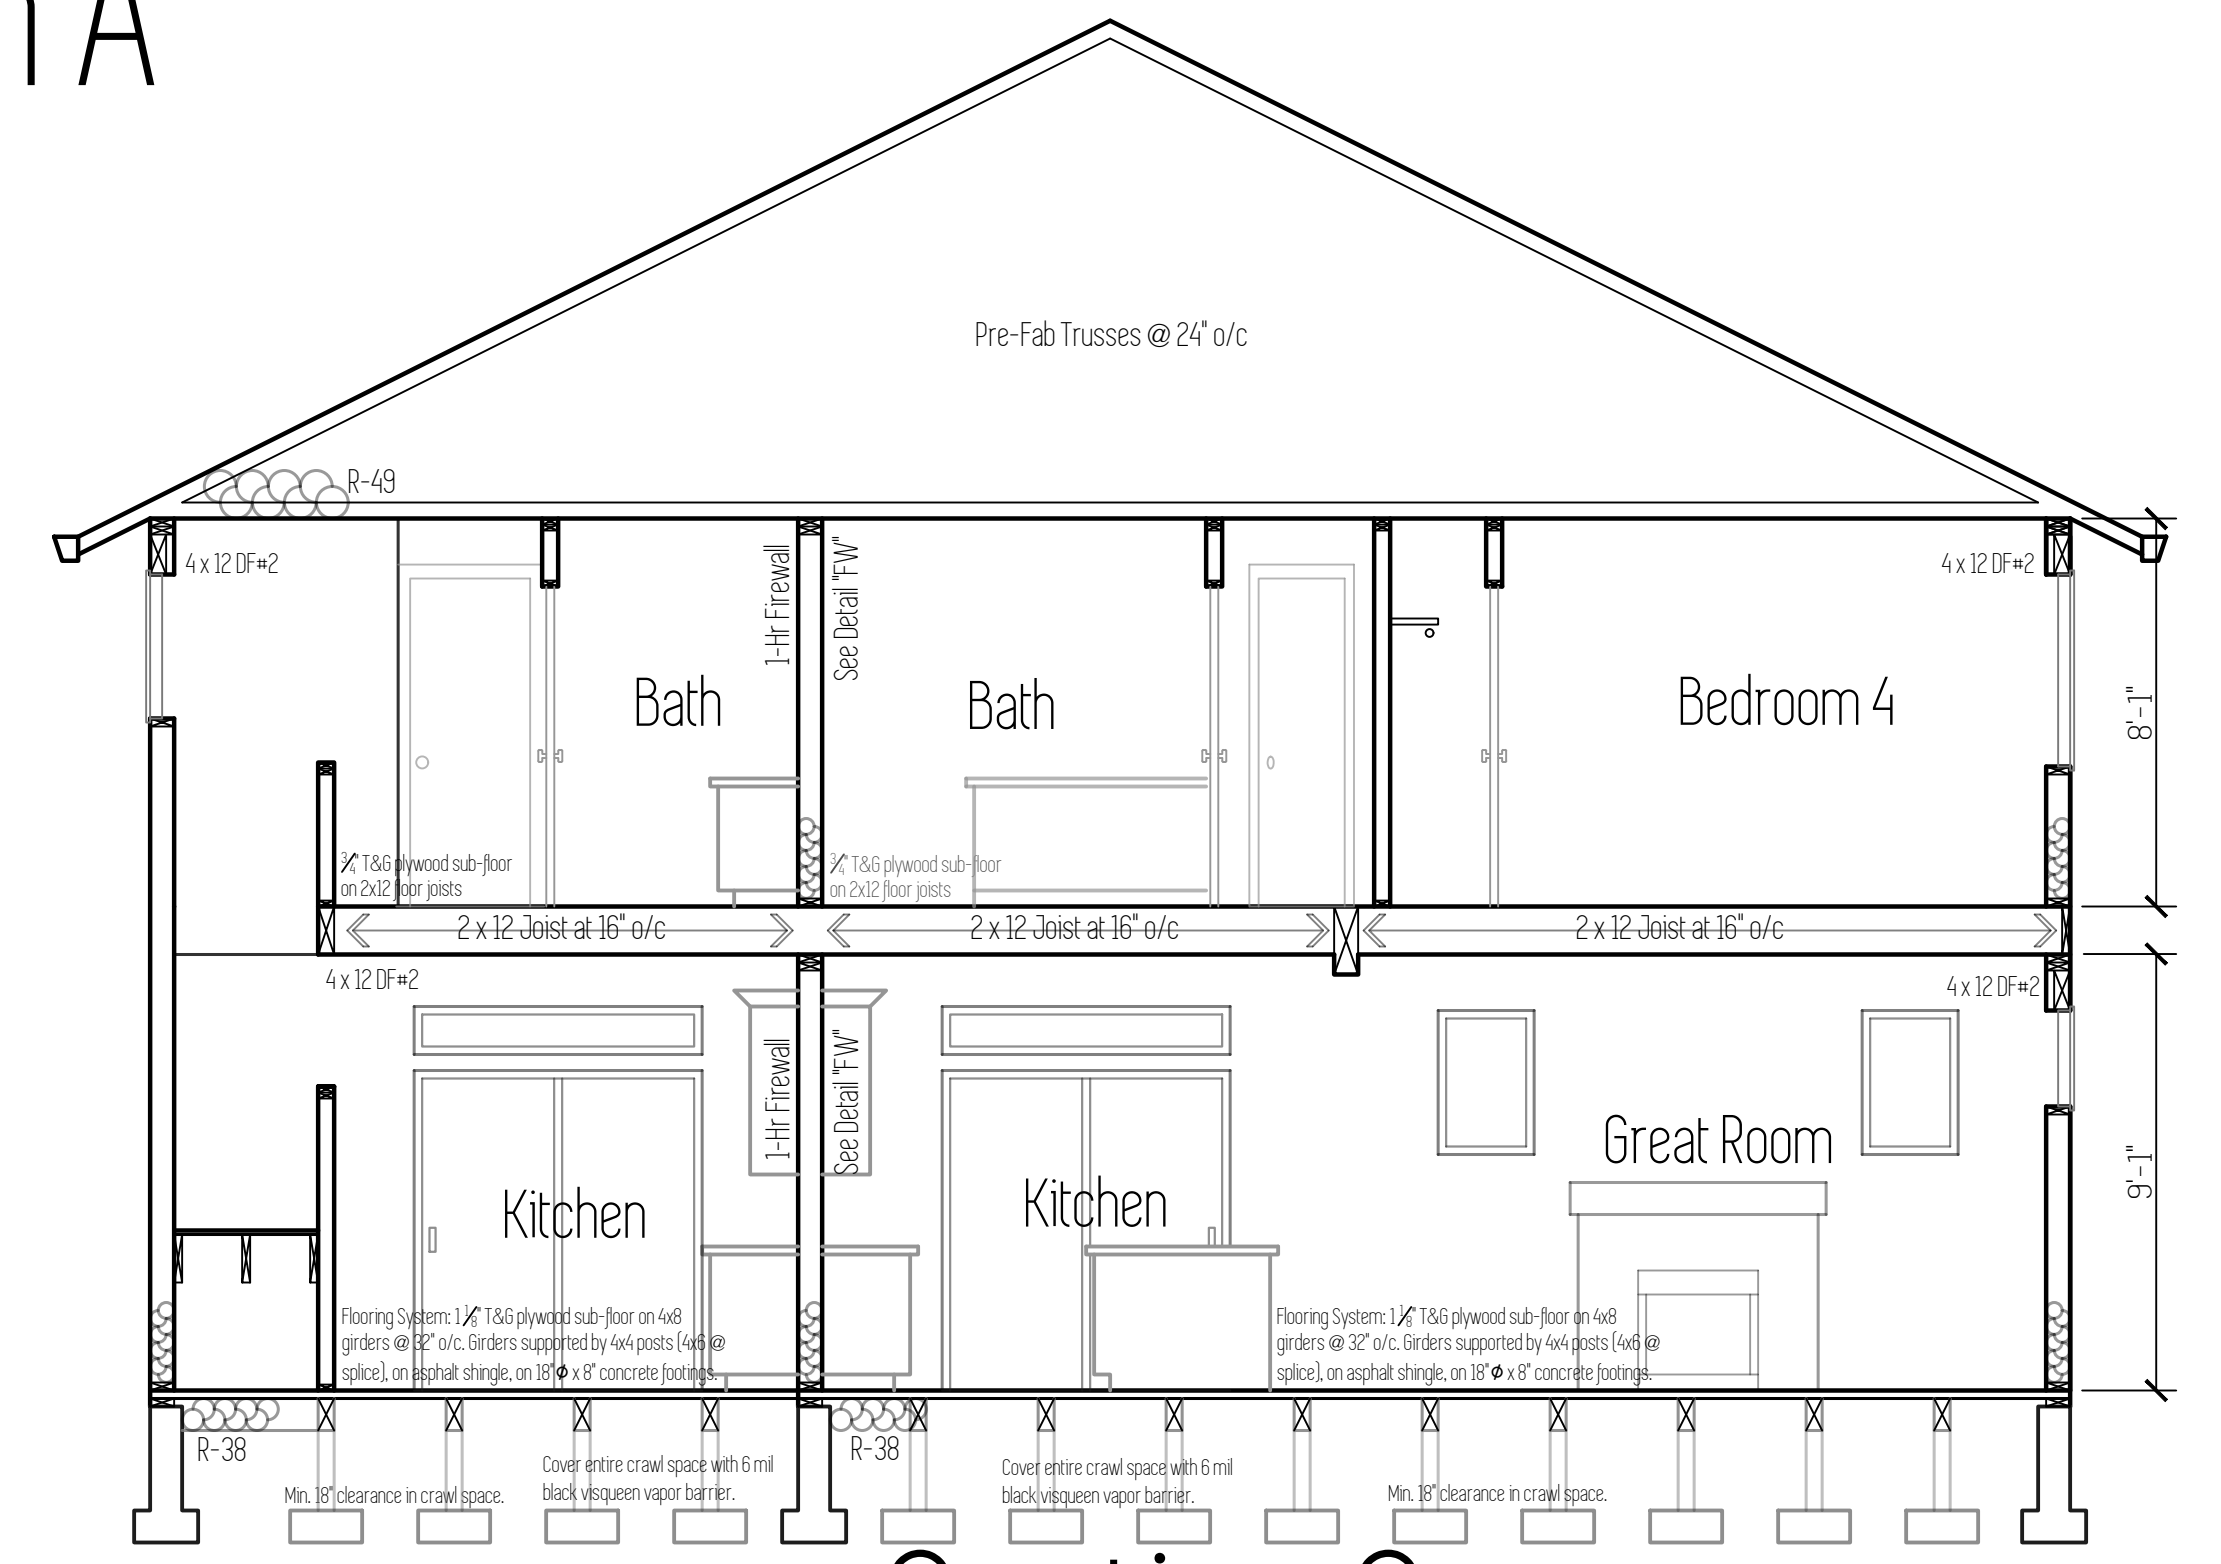 A
Pre-Fab Trusses @ 24" o/c
R-49
4 x 12 DF#2
1-Hr Firewall
See Detail "FW"
4 x 12 DF#2
Bath
Bath
Bedroom 4
8'-1"
3/4" T&G plywood sub-floor
on 2x12 floor joists
3/4" T&G plywood sub-floor
on 2x12 floor joists
2 x 12 Joist at 16" o/c
2 x 12 Joist at 16" o/c
2 x 12 Joist at 16" o/c
4 x 12 DF#2
4 x 12 DF#2
1-Hr Firewall
See Detail "FW"
Great Room
9'-1"
Kitchen
Kitchen
Flooring System: 1 1/8" T&G plywood sub-floor on 4x8
girders @ 32" o/c. Girders supported by 4x4 posts (4x6 @
splice), on asphalt shingle, on 18"ϕ x 8" concrete footings.
Flooring System: 1 1/8" T&G plywood sub-floor on 4x8
girders @ 32" o/c. Girders supported by 4x4 posts (4x6 @
splice), on asphalt shingle, on 18"ϕ x 8" concrete footings.
R-38
R-38
Min. 18" clearance in crawl space.
Cover entire crawl space with 6 mil
black visqueen vapor barrier.
Cover entire crawl space with 6 mil
black visqueen vapor barrier.
Min. 18" clearance in crawl space.